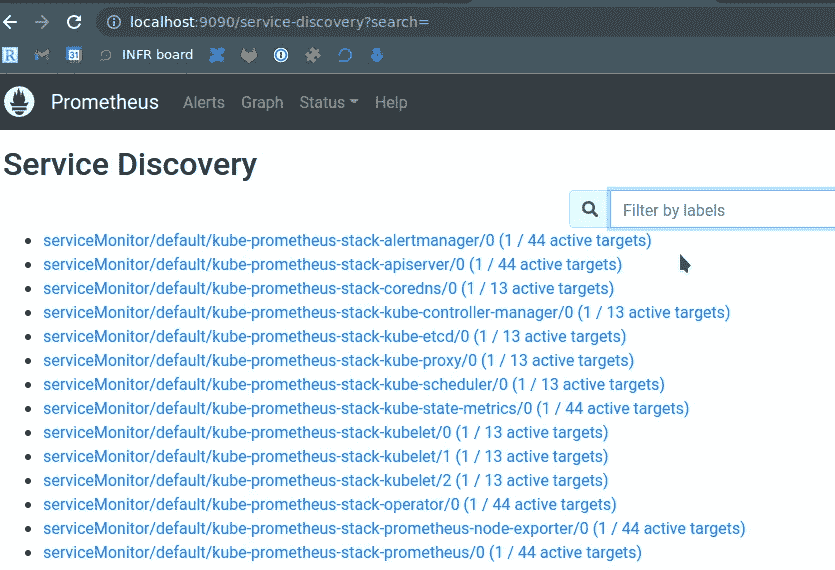 localhost:9090/service-discovery?search=
R 31 INFR board
Prometheus Alerts Graph Status Help
Service Discovery
Filter by labels
serviceMonitor/default/kube-prometheus-stack-alertmanager/0 (1 / 44 active targets)
serviceMonitor/default/kube-prometheus-stack-apiserver/0 (1 / 44 active targets)
serviceMonitor/default/kube-prometheus-stack-coredns/0 (1 / 13 active targets)
serviceMonitor/default/kube-prometheus-stack-kube-controller-manager/0 (1 / 13 active targets)
serviceMonitor/default/kube-prometheus-stack-kube-etcd/0 (1 / 13 active targets)
serviceMonitor/default/kube-prometheus-stack-kube-proxy/0 (1 / 13 active targets)
serviceMonitor/default/kube-prometheus-stack-kube-scheduler/0 (1 / 13 active targets)
serviceMonitor/default/kube-prometheus-stack-kube-state-metrics/0 (1 / 44 active targets)
serviceMonitor/default/kube-prometheus-stack-kubelet/0 (1 / 13 active targets)
serviceMonitor/default/kube-prometheus-stack-kubelet/1 (1 / 13 active targets)
serviceMonitor/default/kube-prometheus-stack-kubelet/2 (1 / 13 active targets)
serviceMonitor/default/kube-prometheus-stack-operator/0 (1 / 44 active targets)
serviceMonitor/default/kube-prometheus-stack-prometheus-node-exporter/0 (1 / 44 active targets)
serviceMonitor/default/kube-prometheus-stack-prometheus/0 (1 / 44 active targets)